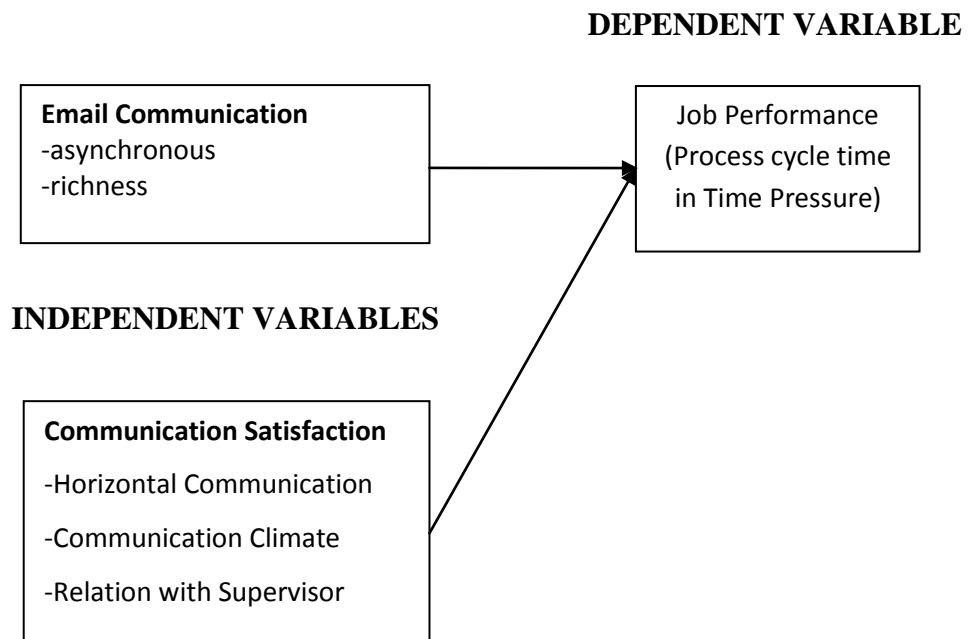 DEPENDENT VARIABLE
Email Communication
-asynchronous
-richness
Job Performance
(Process cycle time
in Time Pressure)
INDEPENDENT VARIABLES
Communication Satisfaction
-Horizontal Communication
-Communication Climate
-Relation with Supervisor